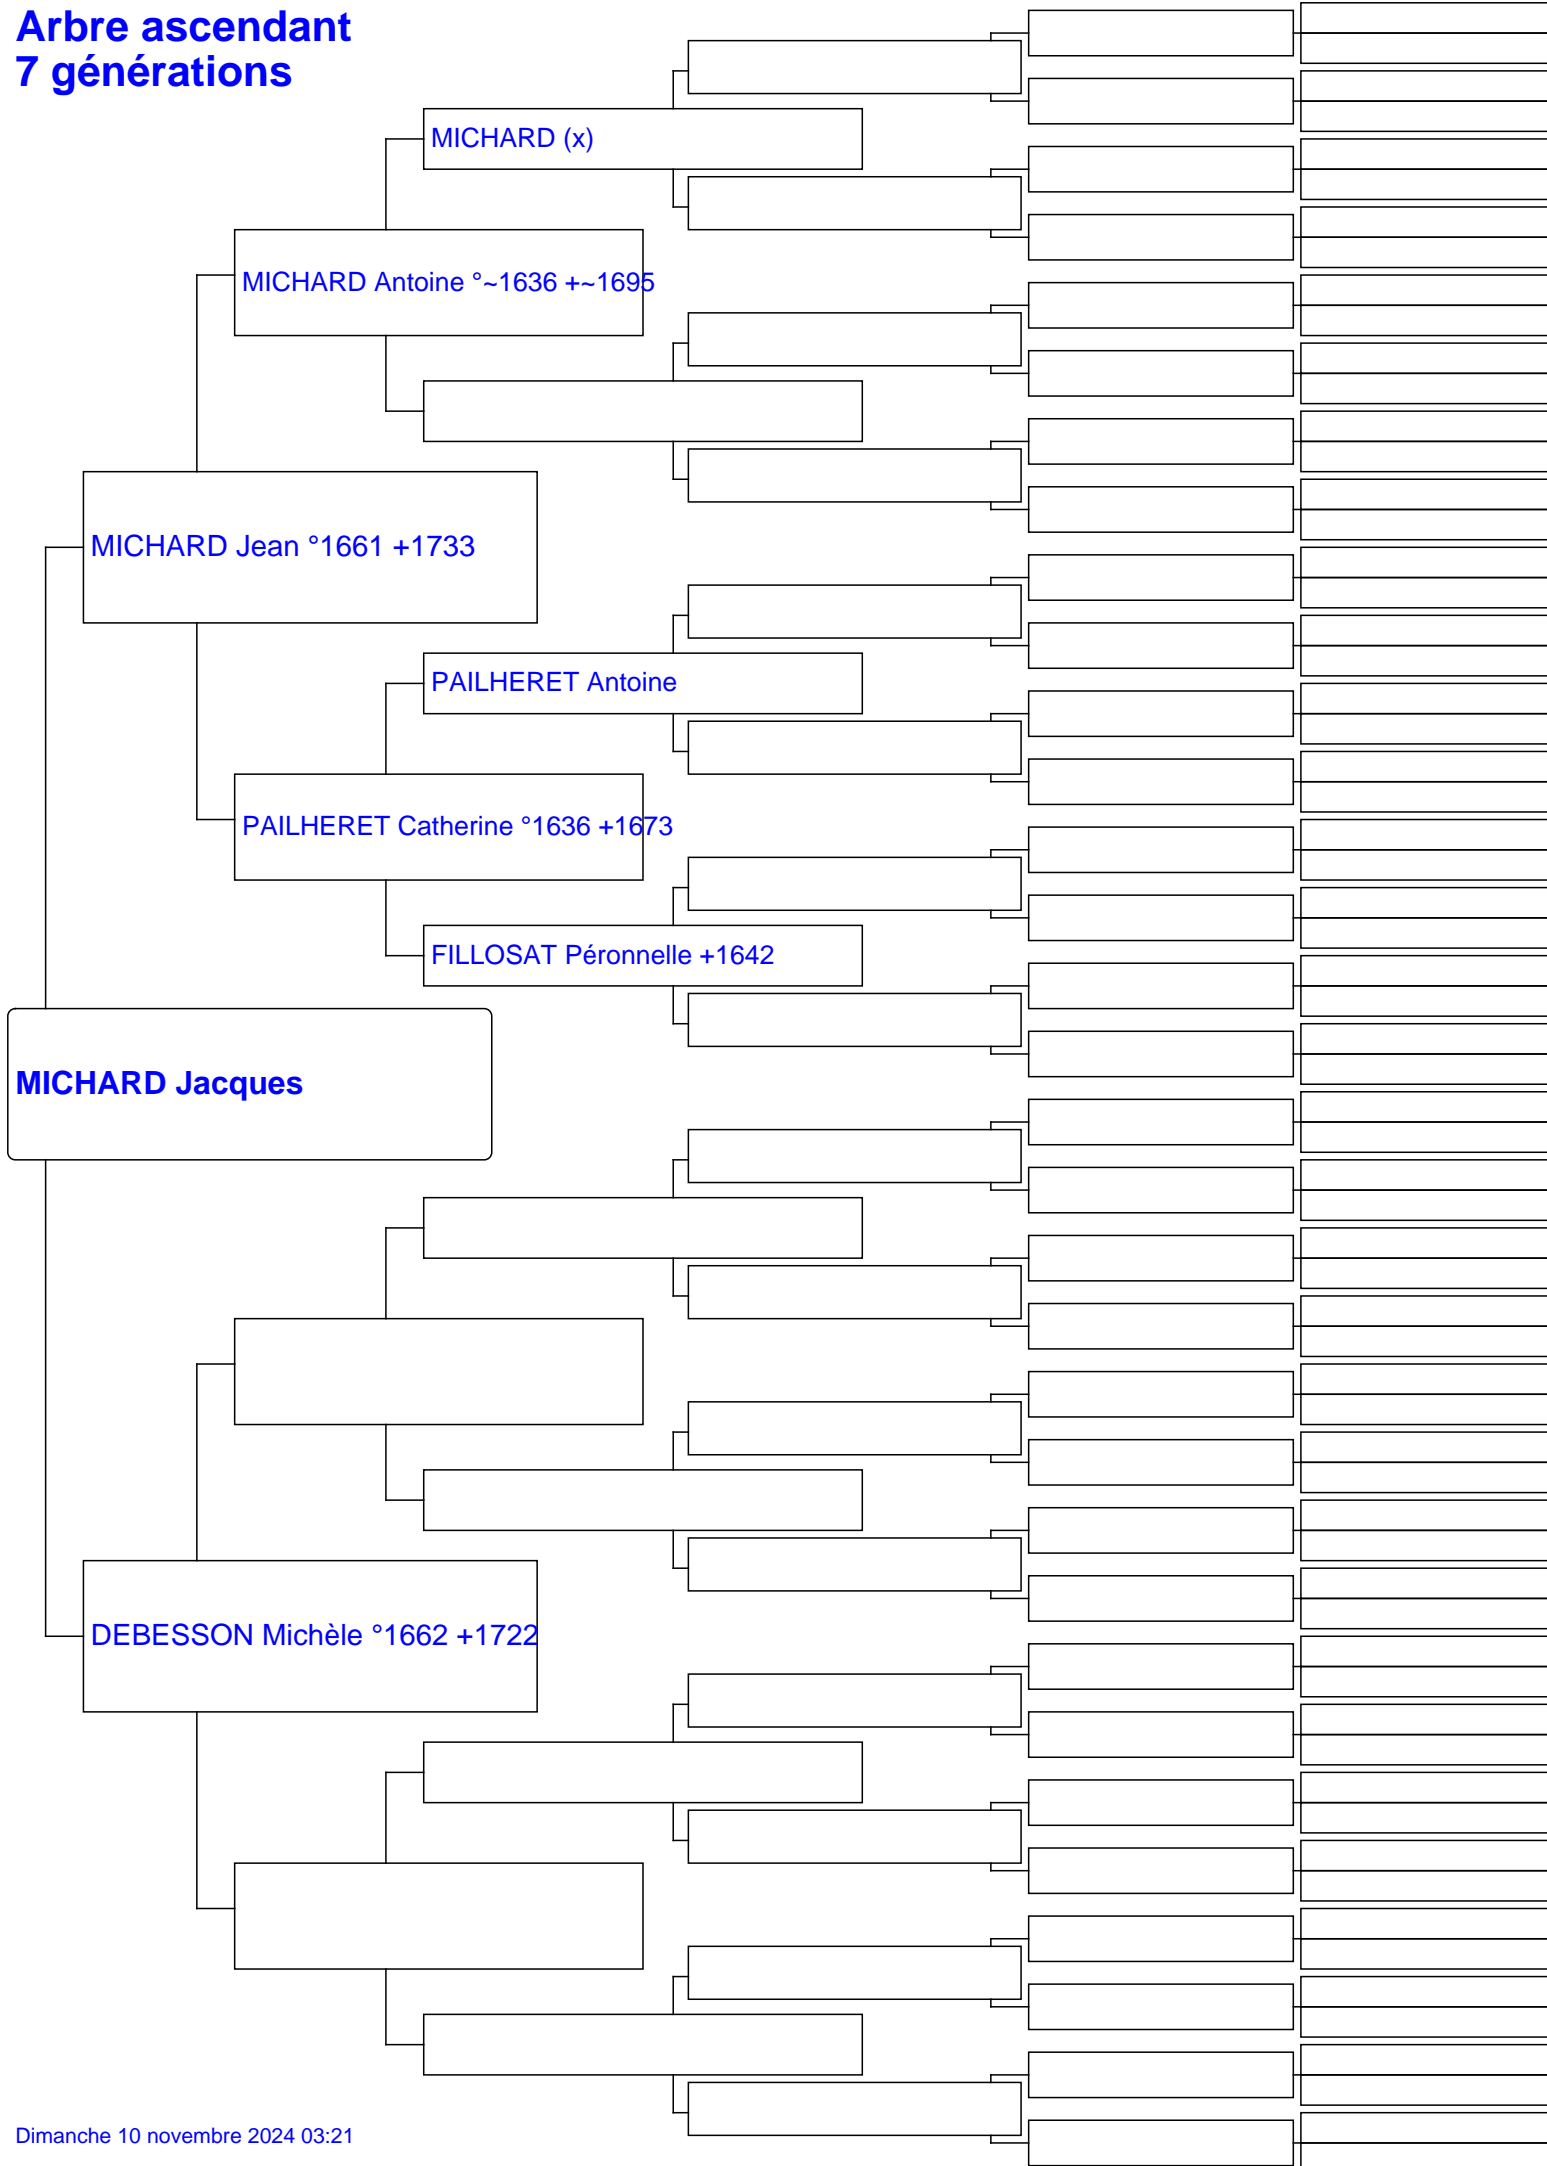 Arbre ascendant
7 générations
MICHARD (x)
MICHARD Antoine °~1636 +~1695
MICHARD Jean °1661 +1733
PAILHERET Antoine
PAILHERET Catherine °1636 +1673
FILLOSAT Péronnelle +1642
MICHARD Jacques
DEBESSON Michèle °1662 +1722
Dimanche 10 novembre 2024 03:21